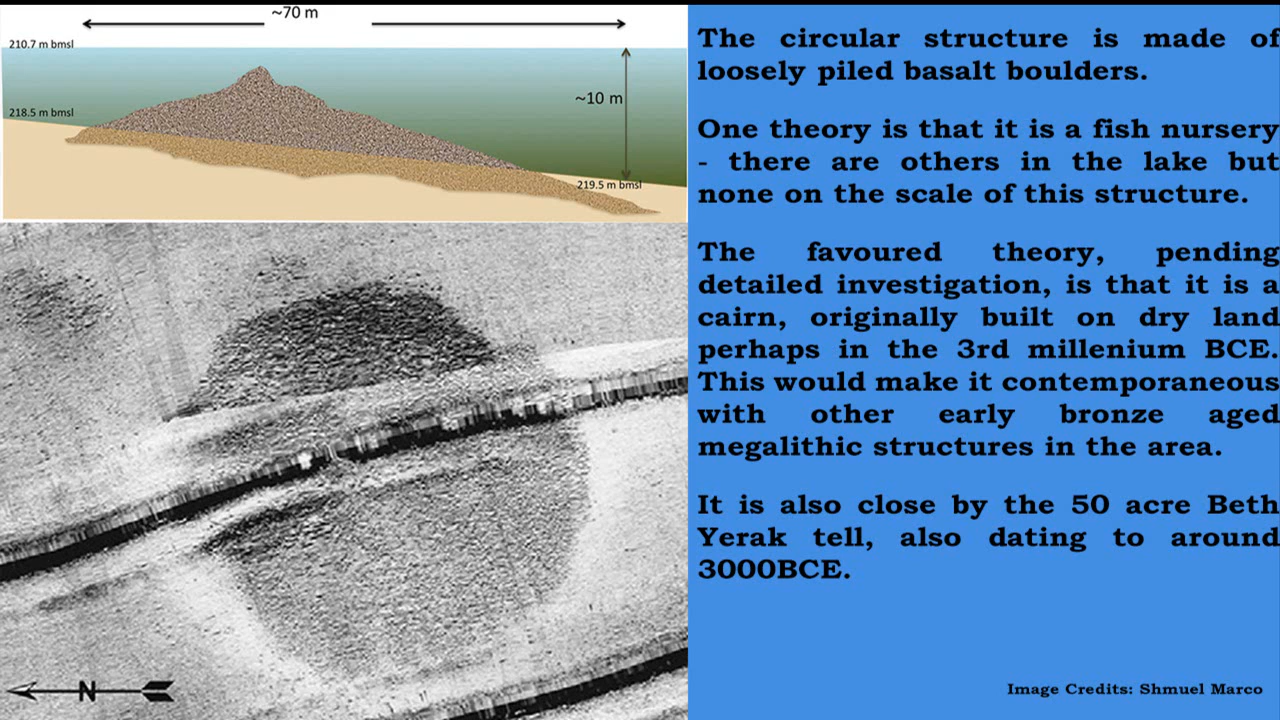 ~70 m
210.7 m bmsl
~10 m
218.5 m bmsl
219.5 m bmsl
N
The circular structure is made of
loosely piled basalt boulders.
One theory is that it is a fish nursery
- there are others in the lake but
none on the scale of this structure.
The favoured theory, pending
detailed investigation, is that it is a
cairn, originally built on dry land
perhaps in the 3rd millenium BCE.
This would make it contemporaneous
with other early bronze aged
megalithic structures in the area.
It is also close by the 50 acre Beth
Yerak tell, also dating to around
3000BCE.
Image Credits: Shmuel Marco